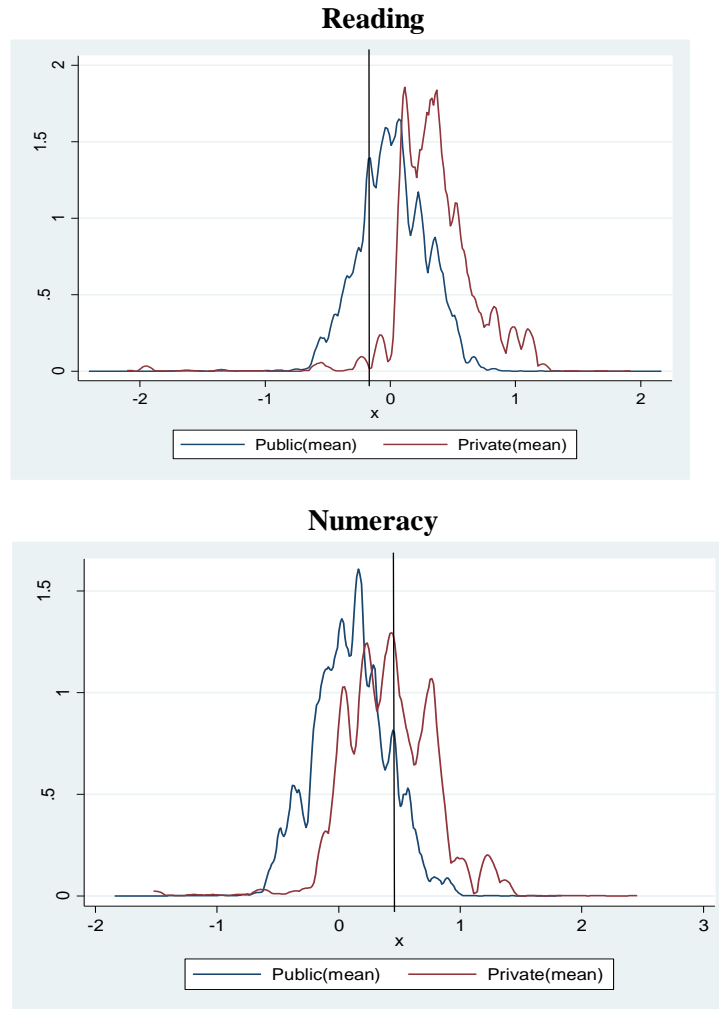 Reading
2
1.5
1
.5
0
-2 -1 0 1 2
x
Public(mean) Private(mean)
Numeracy
1.5
1
.5
0
-2 -1 0 1 2 3
x
Public(mean) Private(mean)